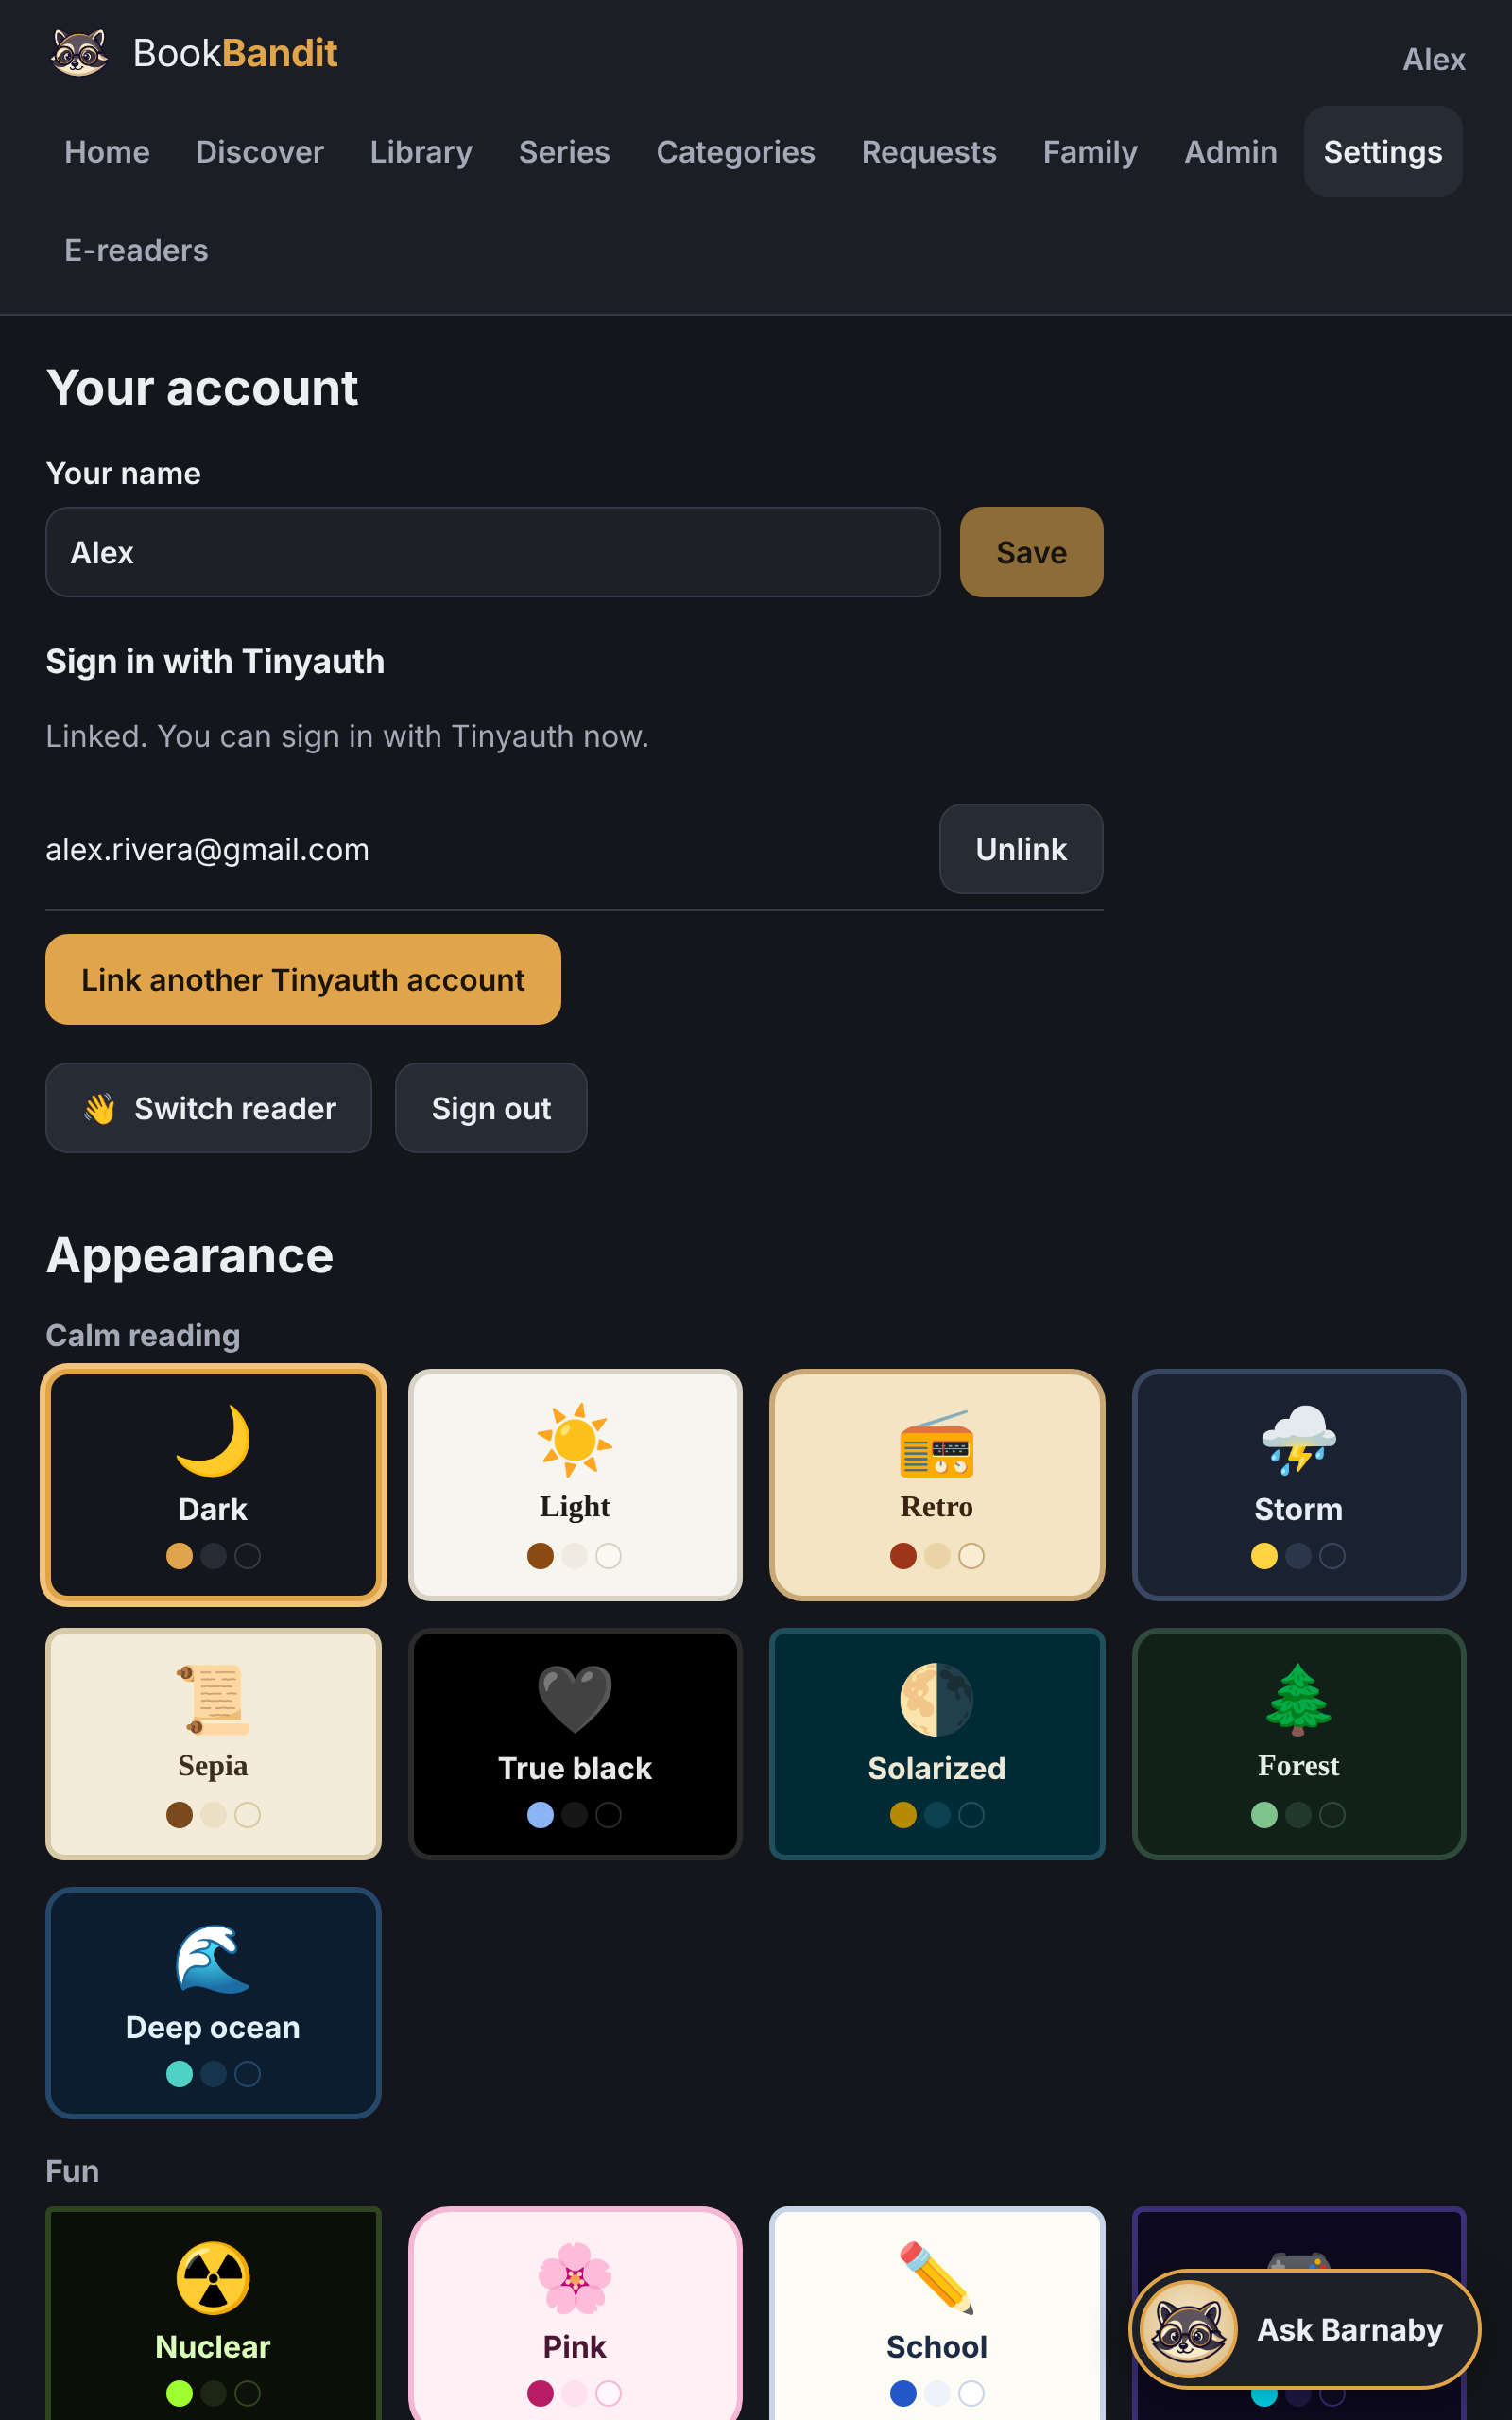 BookBandit
Alex
Home Discover Library Series Categories Requests Family Admin Settings
E-readers
Your account
Your name
Alex
Save
Sign in with Tinyauth
Linked. You can sign in with Tinyauth now.
alex.rivera@gmail.com
Unlink
Link another Tinyauth account
👋 Switch reader
Sign out
Appearance
Calm reading
Dark
Light
Retro
Storm
Sepia
True black
Solarized
Forest
Deep ocean
Fun
Nuclear
Pink
School
Ask Barnaby